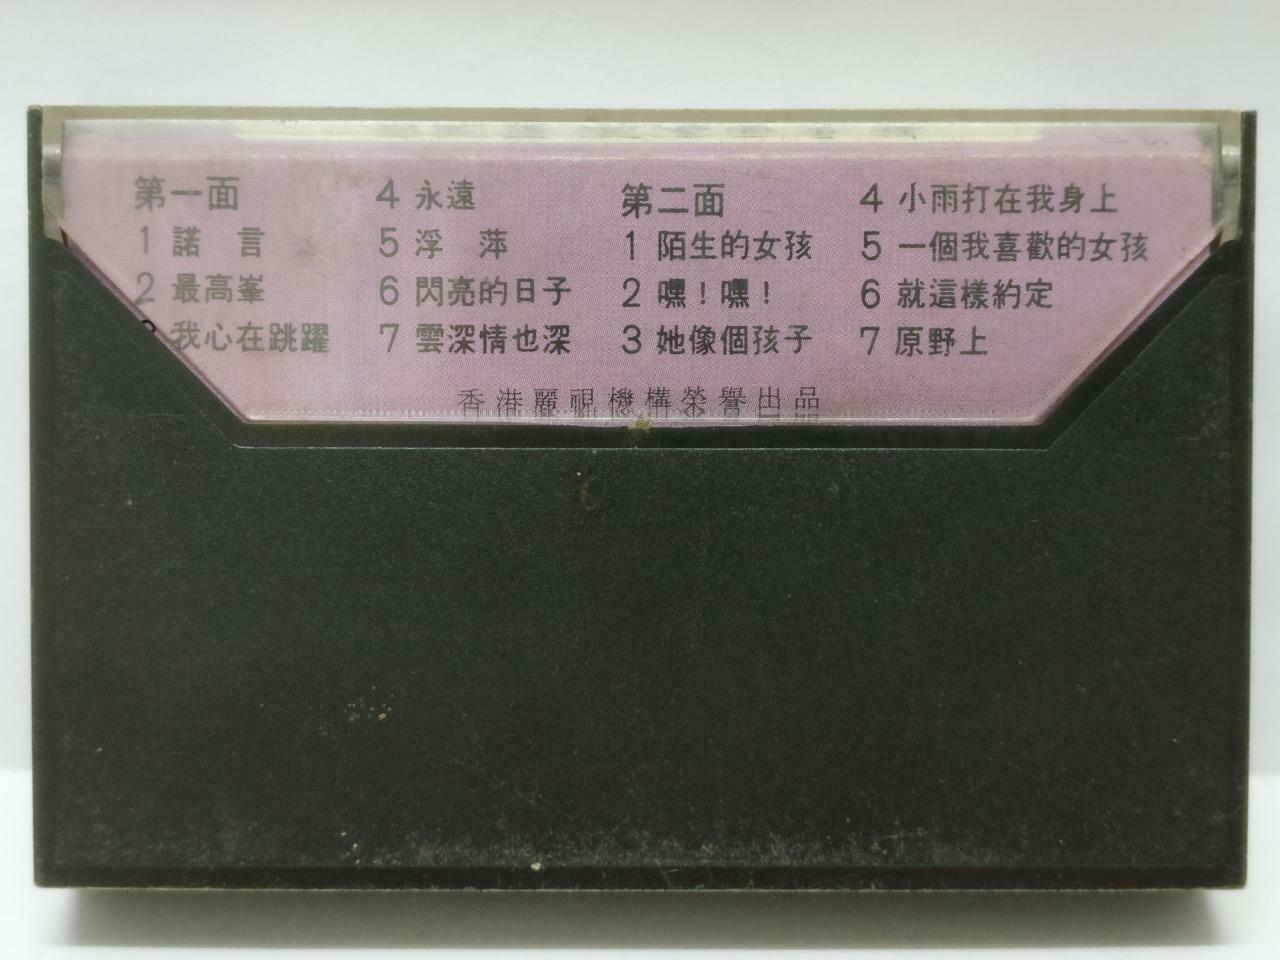 第一面
1 諾 言
2 最高峯
3 我心在跳躍
4 永遠
5 浮 萍
6 閃亮的日子
7 雲深情也深
第二面
1 陌生的女孩
2 嘿！嘿！
3 她像個孩子
4 小雨打在我身上
5 一個我喜歡的女孩
6 就這樣約定
7 原野上
香港麗視機構榮譽出品